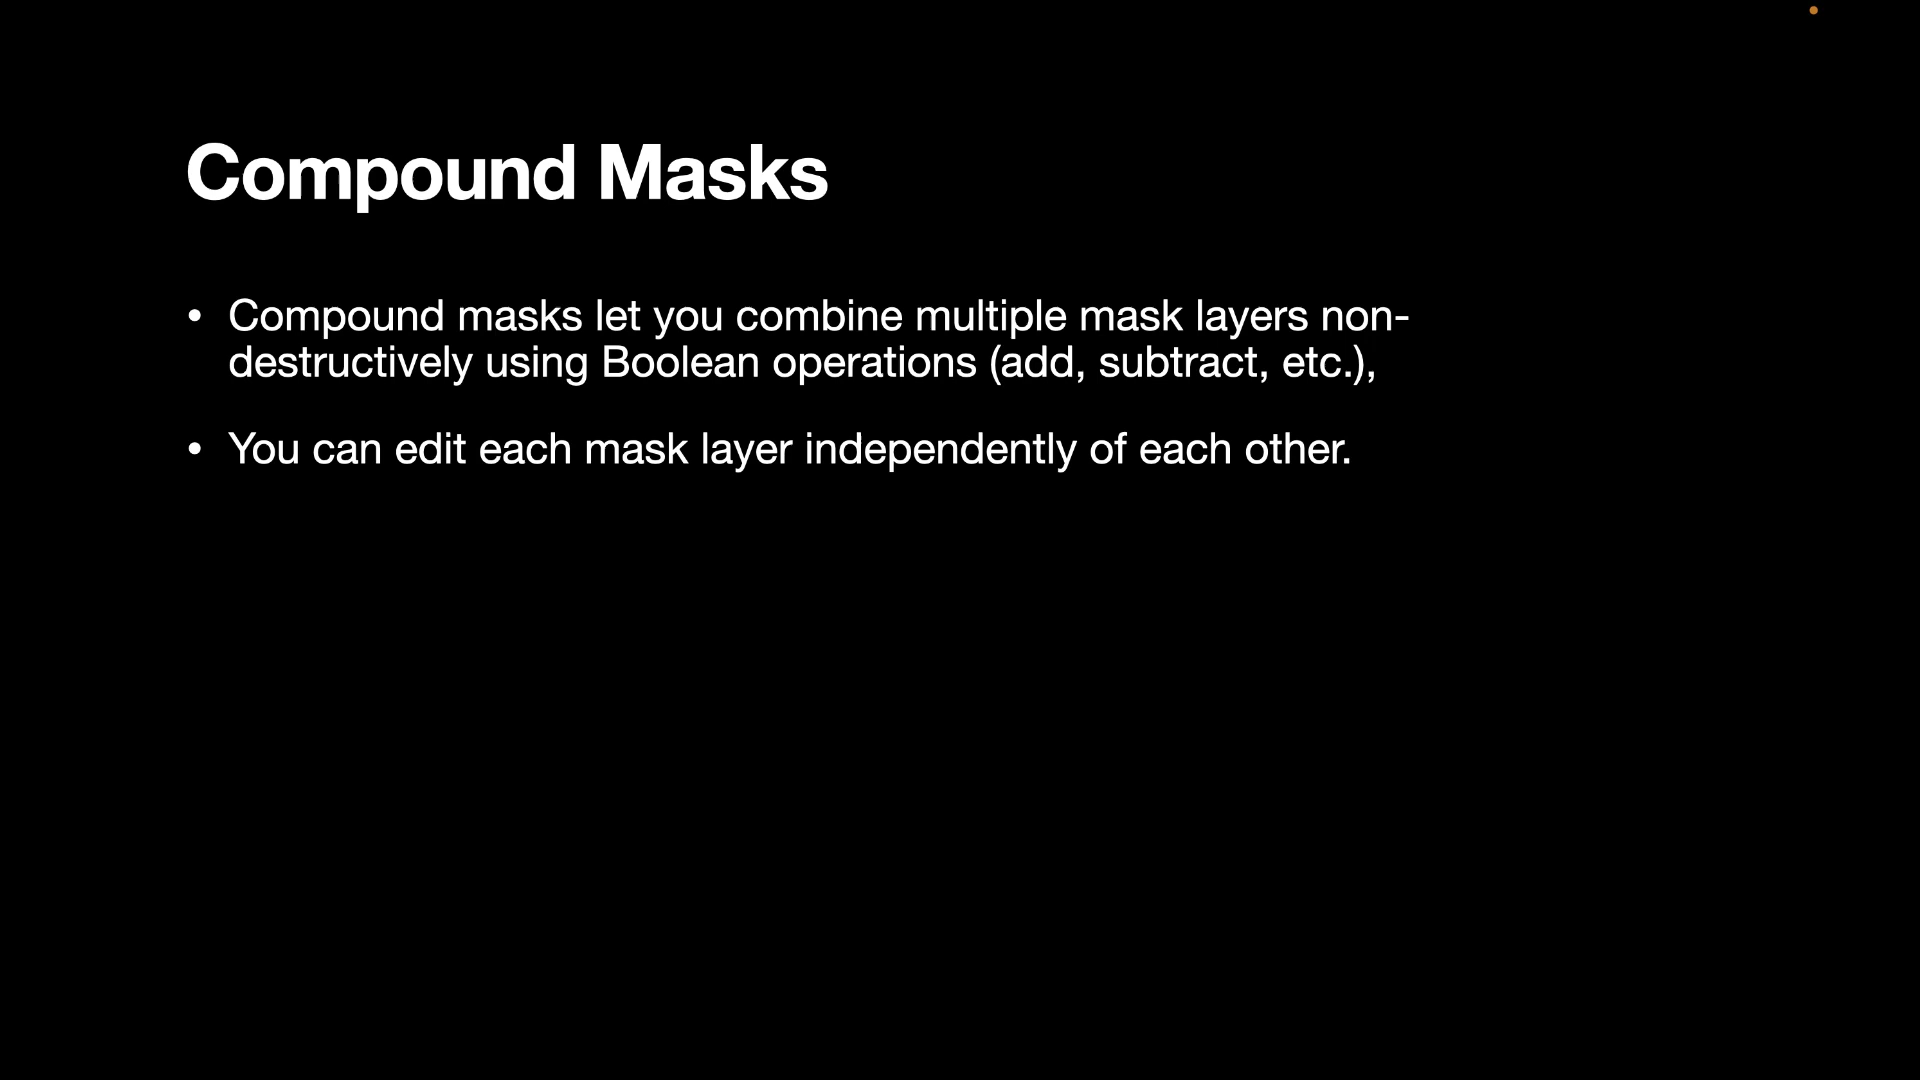 Compound Masks
• Compound masks let you combine multiple mask layers non-
destructively using Boolean operations (add, subtract, etc.),
• You can edit each mask layer independently of each other.